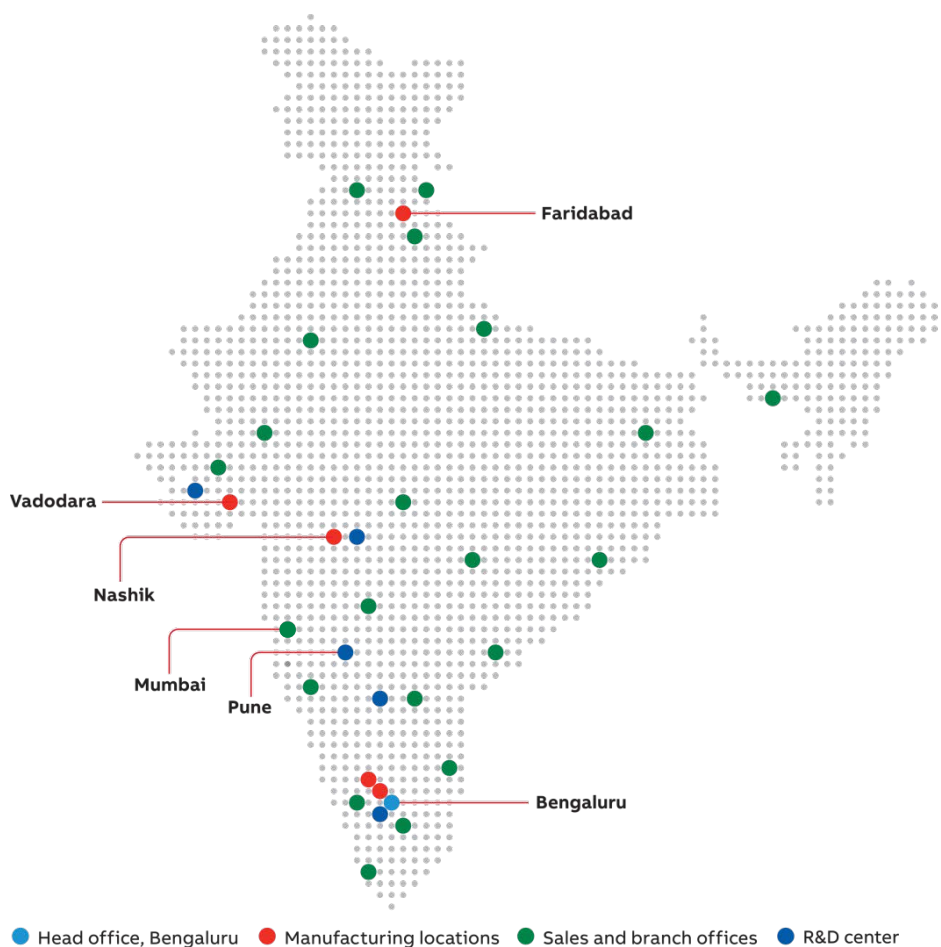 Faridabad
Vadodara
Nashik
Mumbai
Pune
Bengaluru
Head office, Bengaluru
Manufacturing locations
Sales and branch offices
R&D center